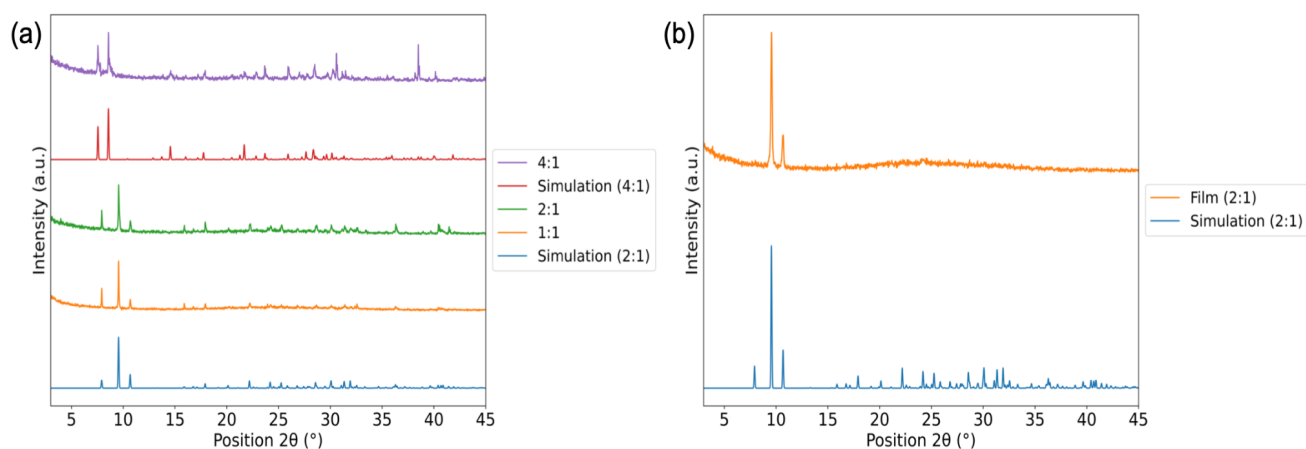 (a)
Intensity (a.u.)
5 10 15 20 25 30 35 40 45
Position 2θ (°)
4:1
Simulation (4:1)
2:1
1:1
Simulation (2:1)
(b)
Intensity (a.u.)
5 10 15 20 25 30 35 40 45
Position 2θ (°)
Film (2:1)
Simulation (2:1)